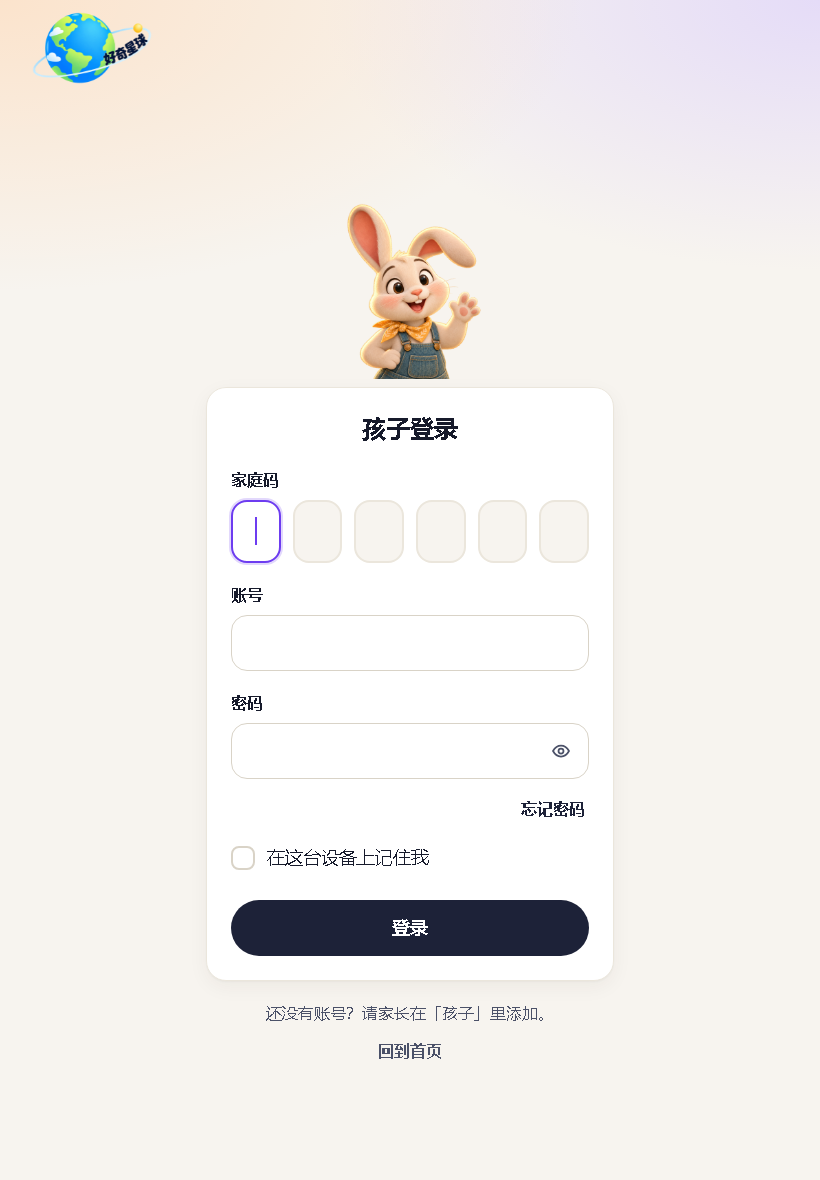 好奇星球
孩子登录
家庭码
账号
密码
忘记密码
在这台设备上记住我
登录
还没有账号？请家长在「孩子」里添加。
回到首页